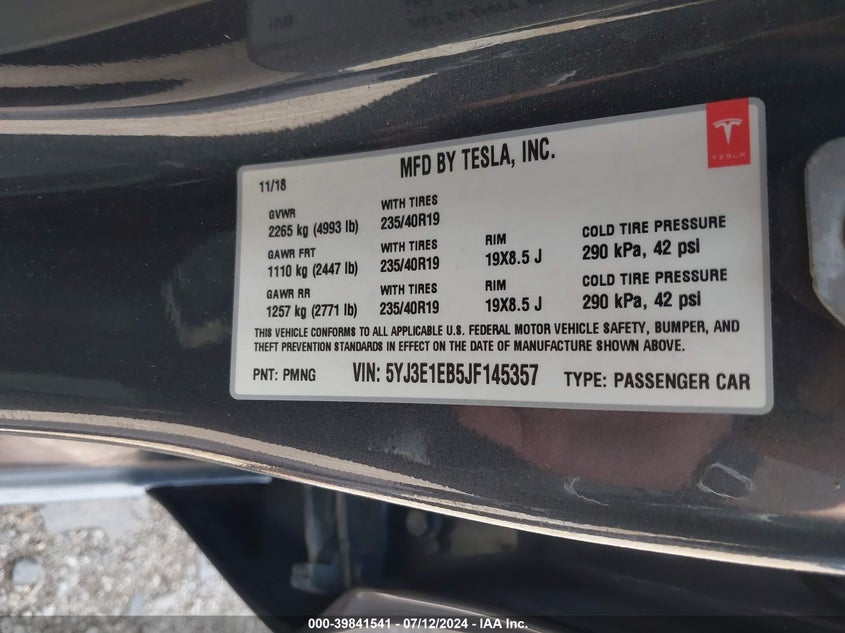 MFD BY TESLA, INC.
TESLA
11/18
GVWR
2265 kg (4993 lb)
WITH TIRES
235/40R19
GAWR FRT
1110 kg (2447 lb)
WITH TIRES
235/40R19
RIM
19X8.5 J
COLD TIRE PRESSURE
290 kPa, 42 psi
GAWR RR
1257 kg (2771 lb)
WITH TIRES
235/40R19
RIM
19X8.5 J
COLD TIRE PRESSURE
290 kPa, 42 psi
THIS VEHICLE CONFORMS TO ALL APPLICABLE U.S. FEDERAL MOTOR VEHICLE SAFETY, BUMPER, AND
THEFT PREVENTION STANDARDS IN EFFECT ON THE DATE OF MANUFACTURE SHOWN ABOVE.
PNT: PMNG
VIN: 5YJ3E1EB5JF145357
TYPE: PASSENGER CAR
000-39841541 - 07/12/2024 - IAA Inc.